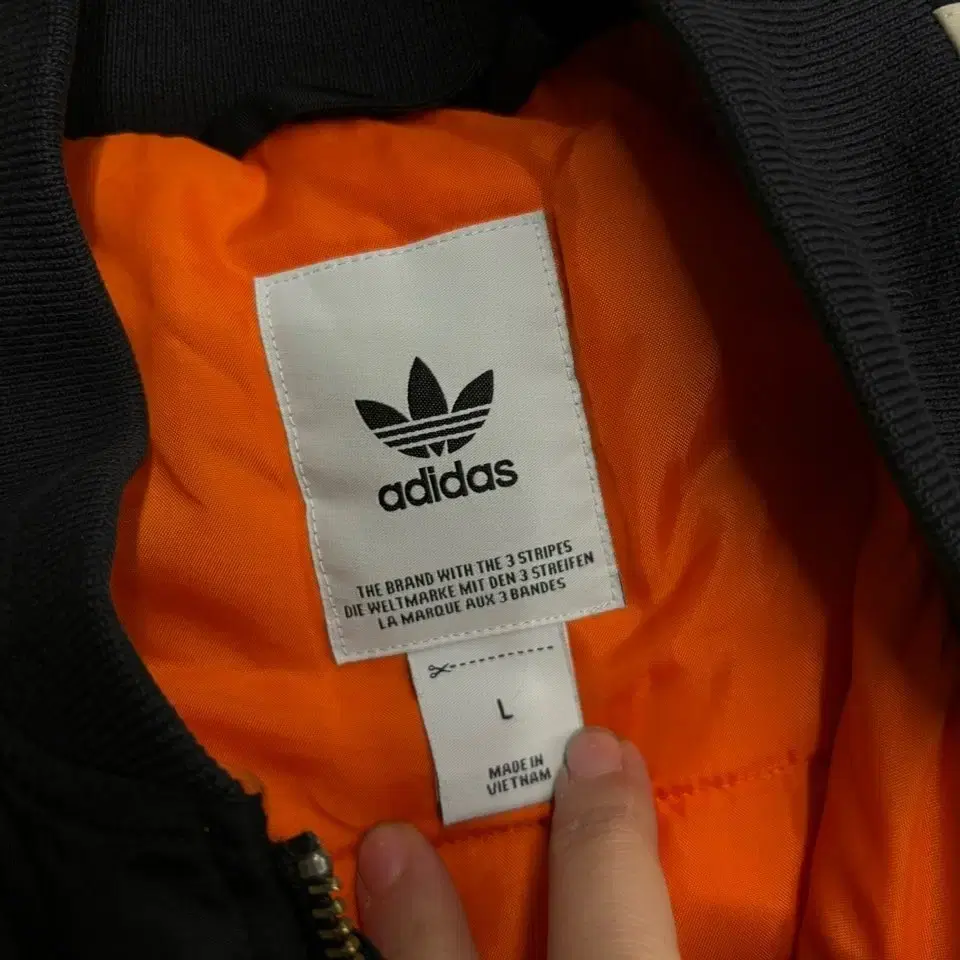 adidas
THE BRAND WITH THE 3 STRIPES
DIE WELTMARKE MIT DEN 3 STREIFEN
LA MARQUE AUX 3 BANDES
L
MADE IN
VIETNAM